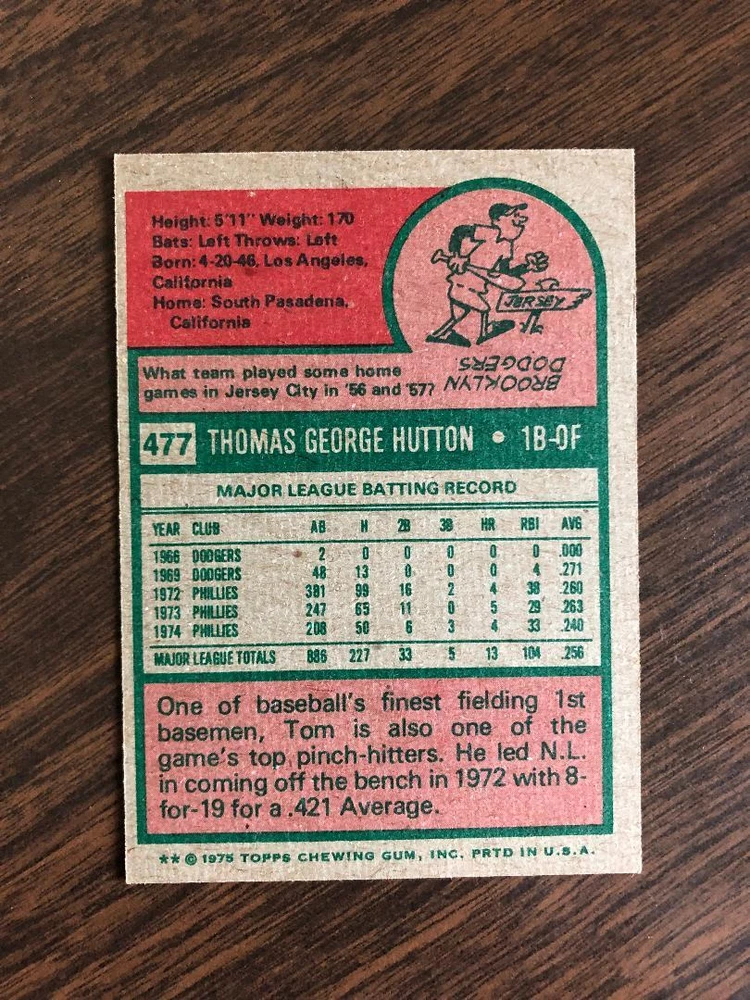 Height: 5'11" Weight: 170
Bats: Left Throws: Left
Born: 4-20-46, Los Angeles,
California
Home: South Pasadena,
California
JERSEY
What team played some home
games in Jersey City in '56 and '57?
BROOKLYN
DODGERS.
477 THOMAS GEORGE HUTTON • 1B-OF
MAJOR LEAGUE BATTING RECORD
YEAR CLUB AB H 2B 3B HR RBI AVG
1966 DODGERS 2 0 0 0 0 0 .000
1969 DODGERS 48 13 0 0 0 4 .271
1972 PHILLIES 381 99 16 2 4 38 .260
1973 PHILLIES 247 65 11 0 5 29 .263
1974 PHILLIES 208 50 6 3 4 33 .240
MAJOR LEAGUE TOTALS 886 227 33 5 13 104 .256
One of baseball's finest fielding 1st
basemen, Tom is also one of the
game's top pinch-hitters. He led N.L.
in coming off the bench in 1972 with 8-
for-19 for a .421 Average.
** © 1975 TOPPS CHEWING GUM, INC. PRTD IN U.S.A.